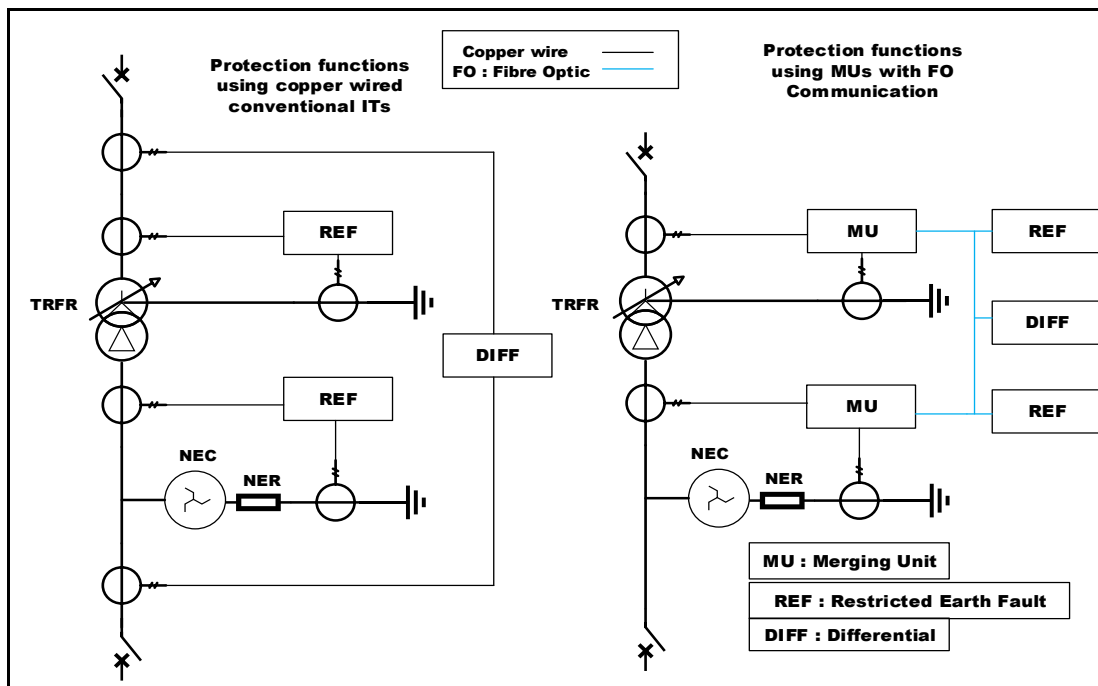 Protection functions
using copper wired
conventional ITs
Copper wire
FO : Fibre Optic
Protection functions
using MUs with FO
Communication
REF
TRFR
DIFF
REF
NEC
NER
MU
REF
TRFR
DIFF
MU
REF
NEC
NER
MU : Merging Unit
REF : Restricted Earth Fault
DIFF : Differential